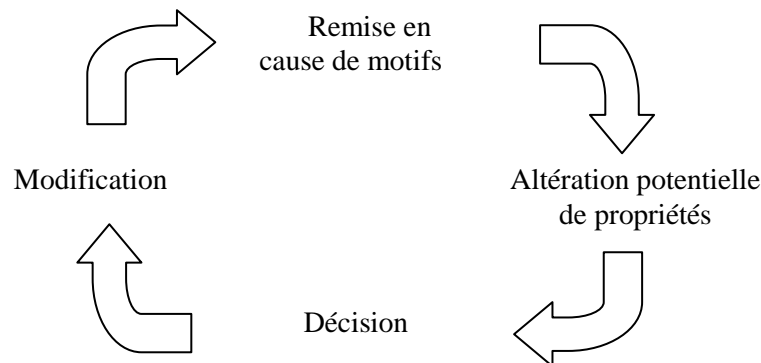 Remise en
cause de motifs
Modification
Altération potentielle
de propriétés
Décision